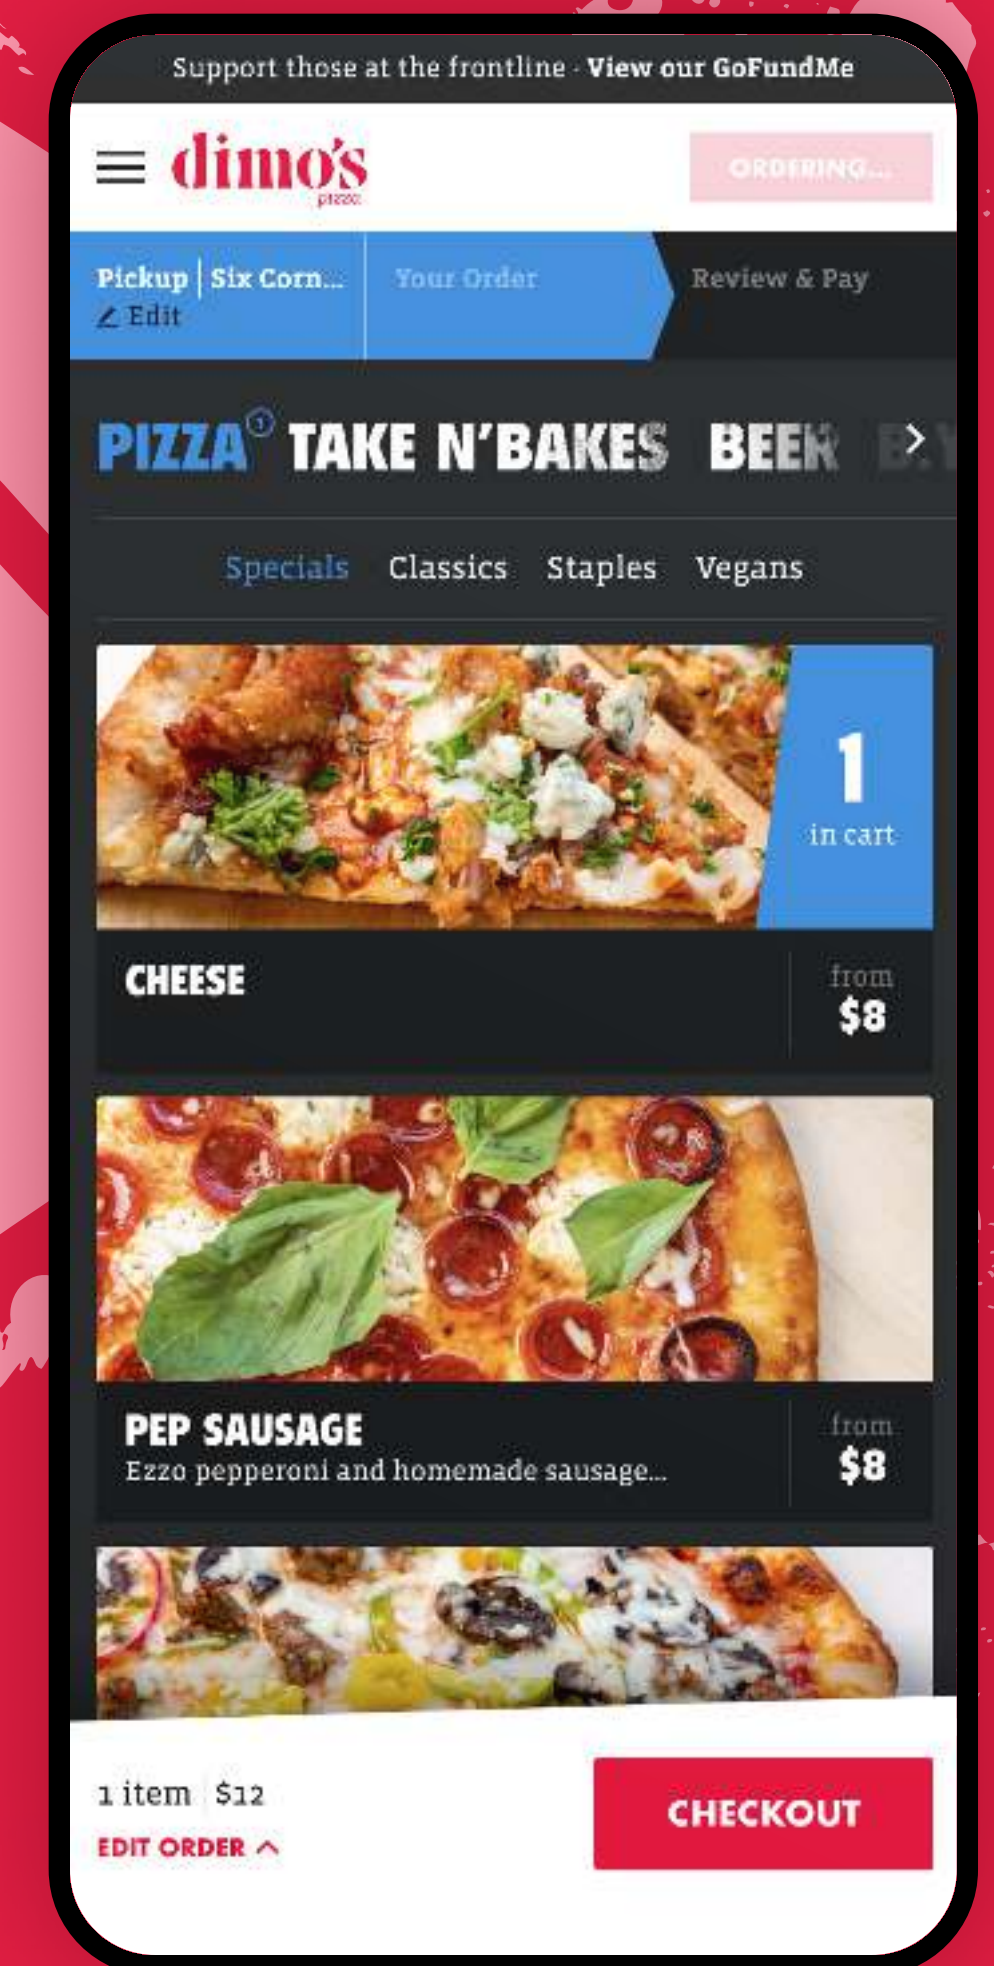 Support those at the frontline · View our GoFundMe
dimo's
pizza
ORDERING...
Pickup | Six Corn...
Edit
Your Order
Review & Pay
PIZZA 1 TAKE N'BAKES BEER B.Y
Specials Classics Staples Vegans
1
in cart
CHEESE
from
$8
PEP SAUSAGE
Ezzo pepperoni and homemade sausage...
from
$8
1 item $12
EDIT ORDER
CHECKOUT